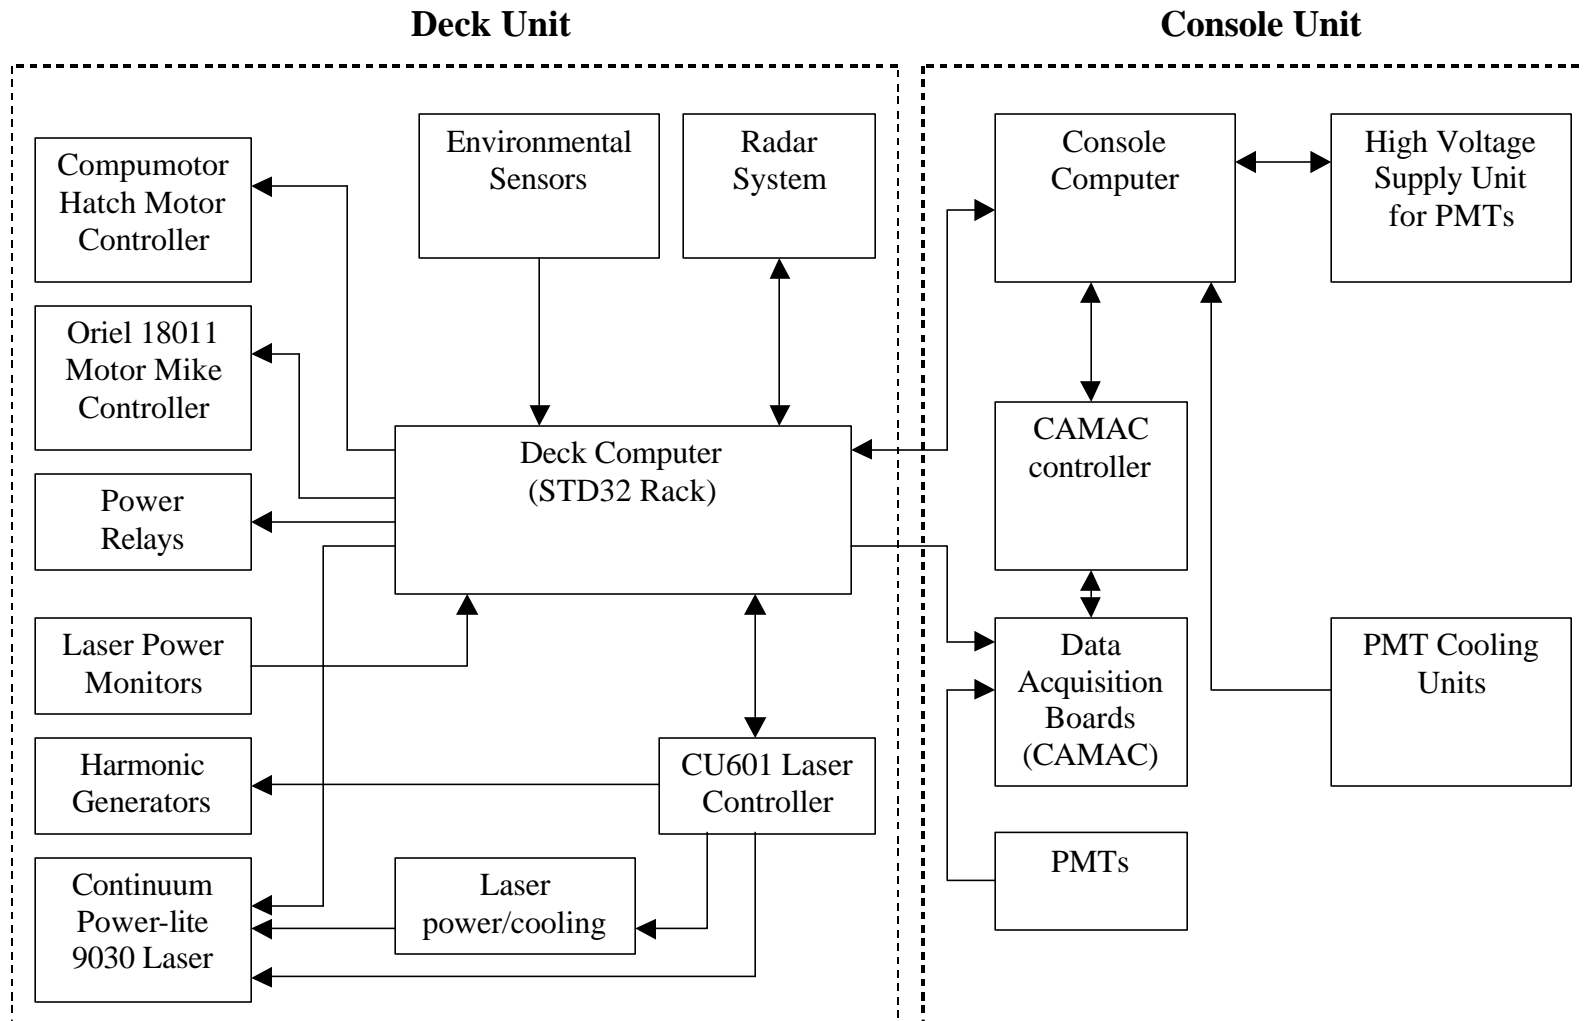 Deck Unit
Console Unit
Compumotor
Hatch Motor
Controller
Environmental
Sensors
Radar
System
Console
Computer
High Voltage
Supply Unit
for PMTs
Oriel 18011
Motor Mike
Controller
Deck Computer
(STD32 Rack)
CAMAC
controller
Power
Relays
Laser Power
Monitors
Data
Acquisition
Boards
(CAMAC)
PMT Cooling
Units
Harmonic
Generators
CU601 Laser
Controller
PMTs
Continuum
Power-lite
9030 Laser
Laser
power/cooling